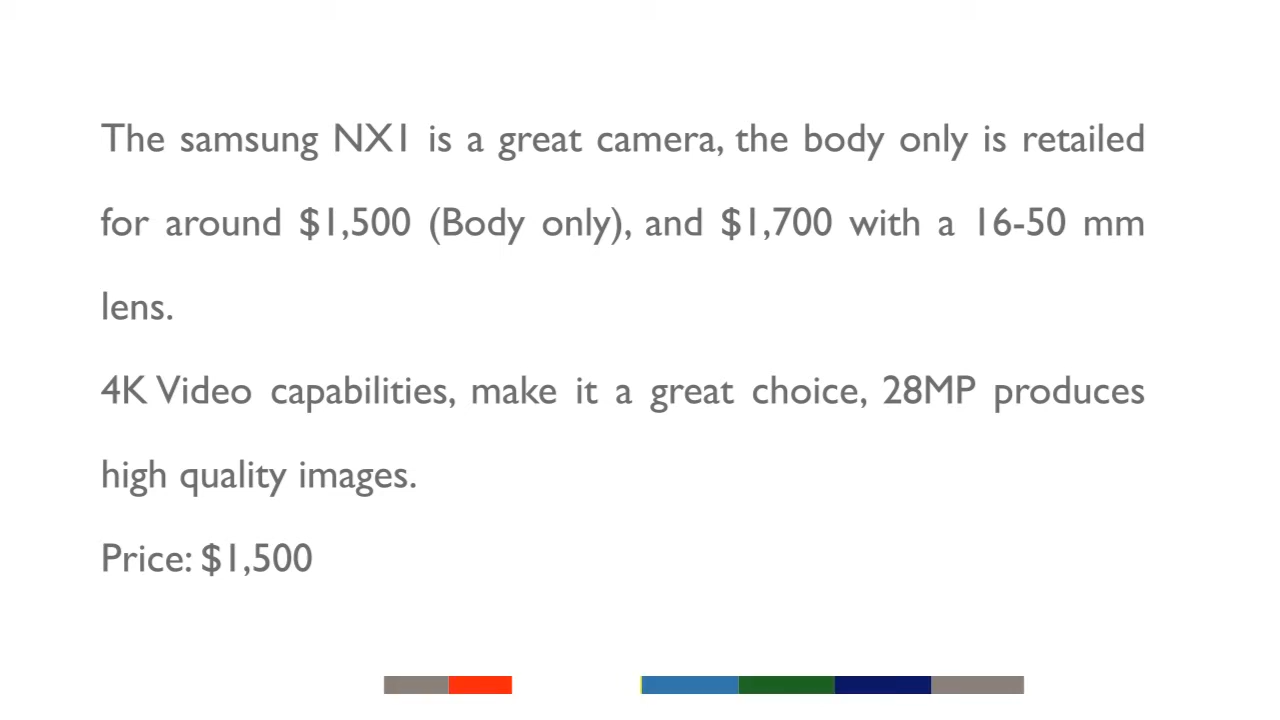 The samsung NX1 is a great camera, the body only is retailed
for around $1,500 (Body only), and $1,700 with a 16-50 mm
lens.
4K Video capabilities, make it a great choice, 28MP produces
high quality images.
Price: $1,500